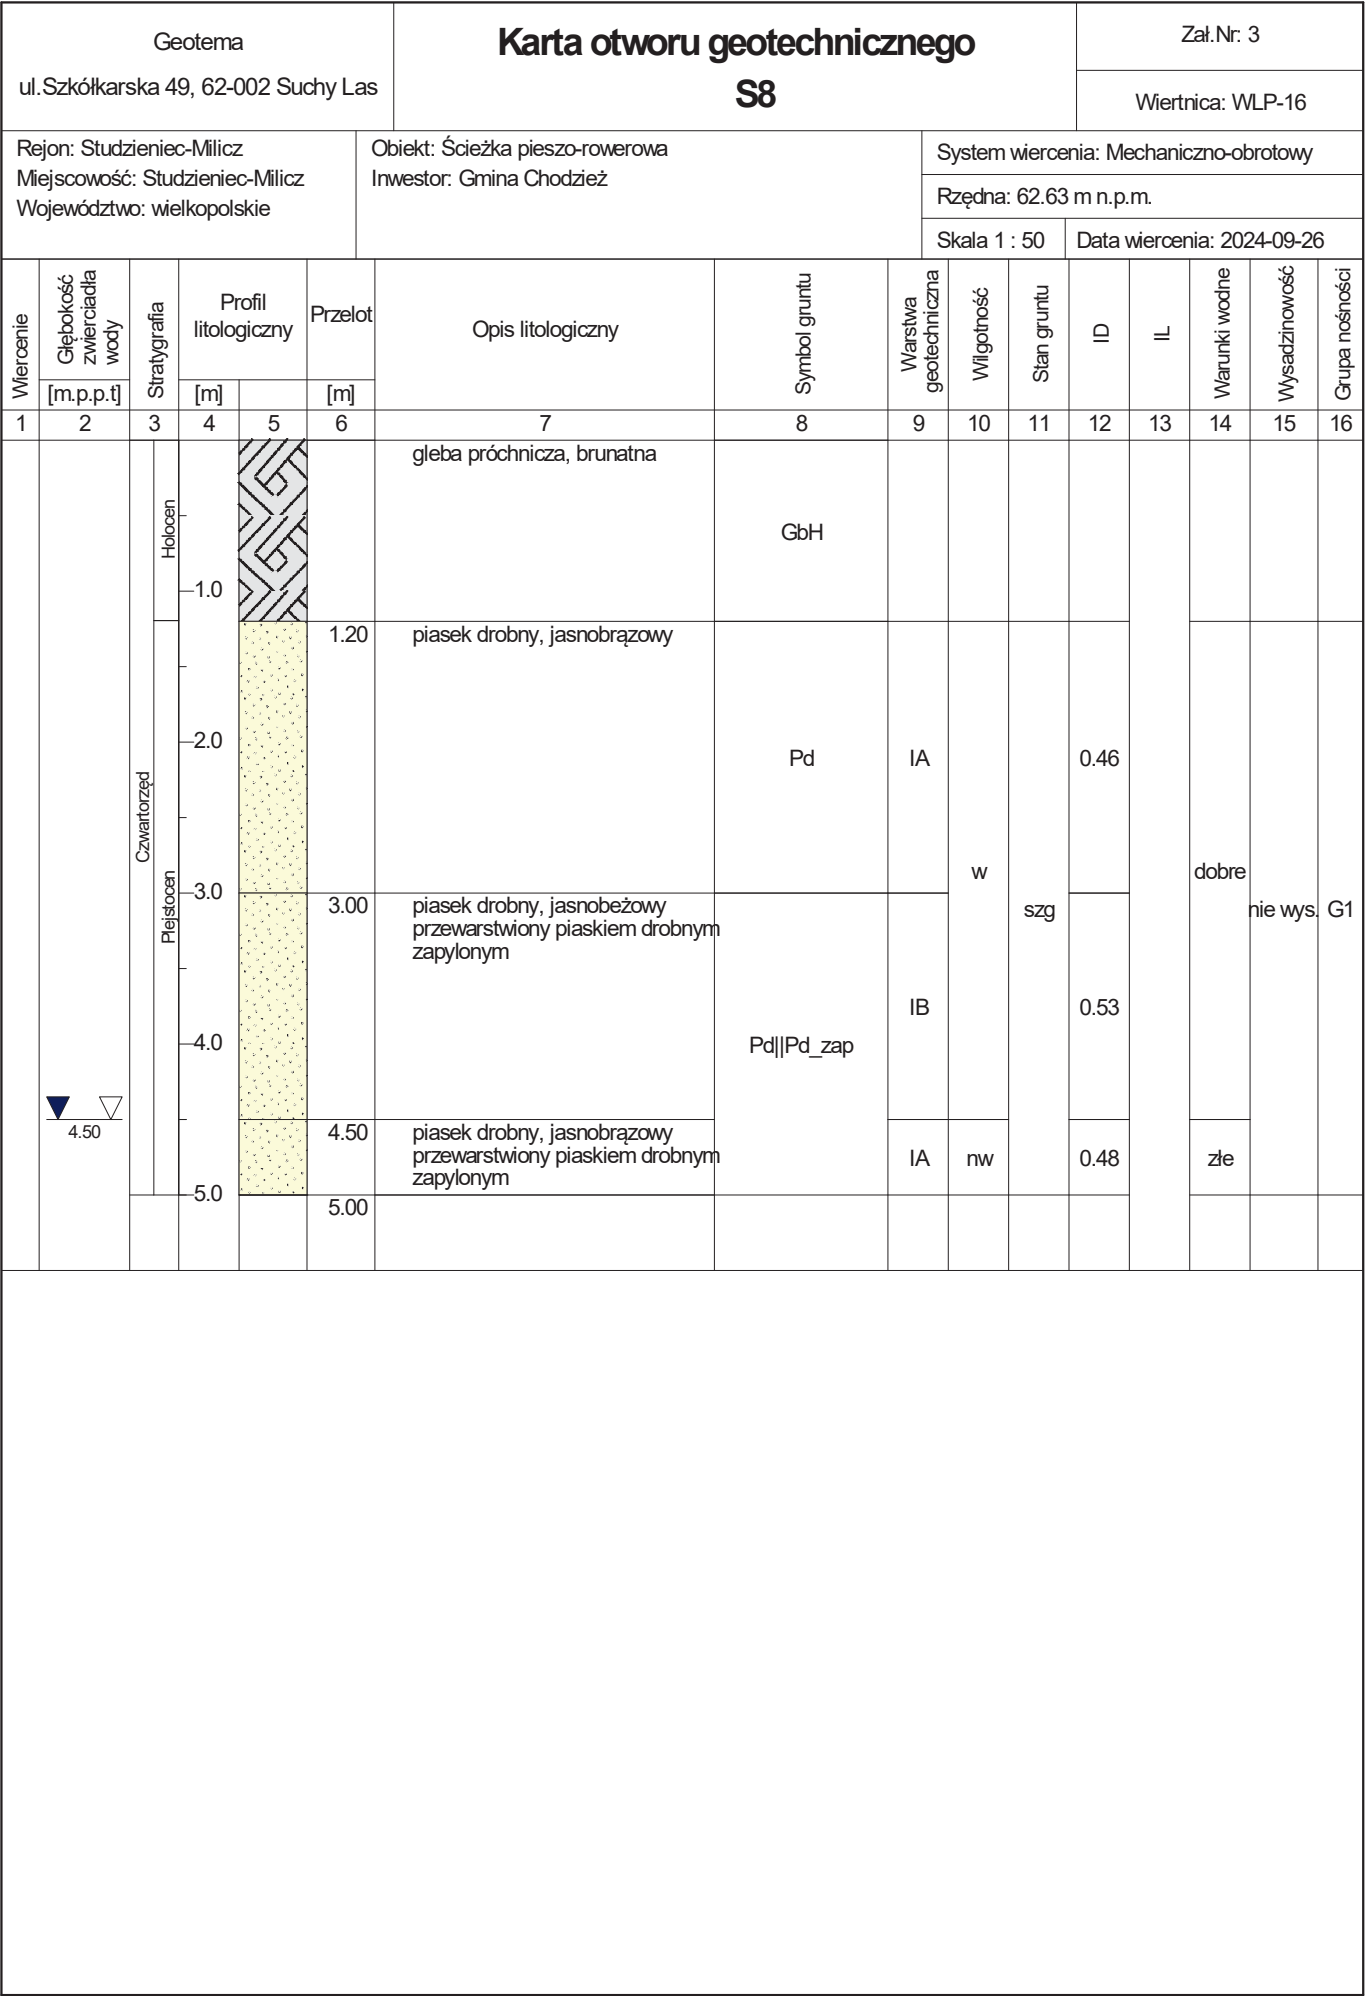 Geotema
ul.Szkółkarska 49, 62-002 Suchy Las
Karta otworu geotechnicznego
S8
Zał.Nr: 3
Wiertnica: WLP-16
Rejon: Studzieniec-Milicz
Miejscowość: Studzieniec-Milicz
Województwo: wielkopolskie
Obiekt: Ścieżka pieszo-rowerowa
Inwestor: Gmina Chodzież
System wiercenia: Mechaniczno-obrotowy
Rzędna: 62.63 m n.p.m.
Skala 1 : 50
Data wiercenia: 2024-09-26
Wiercenie
Głębokość
zwierciadła
wody
[m.p.p.t]
Stratygrafia
Profil
litologiczny
[m]
Przelot
[m]
Opis litologiczny
Symbol gruntu
Warstwa
geotechniczna
Wilgotność
Stan gruntu
ID
IL
Warunki wodne
Wysadzinowość
Grupa nośności
1 2 3 4 5 6 7 8 9 10 11 12 13 14 15 16
gleba próchnicza, brunatna
Holocen
GbH
1.0
1.20
piasek drobny, jasnobrązowy
2.0
Pd
IA
0.46
Czwartorzęd
Plejstocen
w
dobre
3.0
3.00
piasek drobny, jasnobeżowy
przewarstwiony piaskiem drobnym
zapylonym
szg
nie wys.
G1
IB
0.53
4.0
Pd||Pd_zap
4.50
4.50
piasek drobny, jasnobrązowy
przewarstwiony piaskiem drobnym
zapylonym
IA
nw
0.48
złe
5.0
5.00